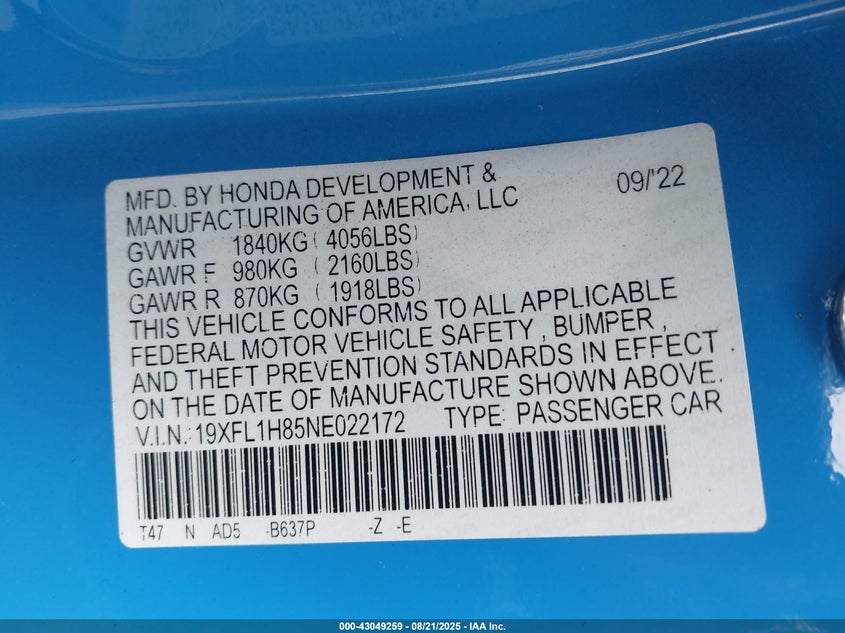 MFD. BY HONDA DEVELOPMENT & 09/'22
MANUFACTURING OF AMERICA, LLC
GVWR 1840KG ( 4056LBS)
GAWR F 980KG ( 2160LBS)
GAWR R 870KG ( 1918LBS)
THIS VEHICLE CONFORMS TO ALL APPLICABLE
FEDERAL MOTOR VEHICLE SAFETY , BUMPER ,
AND THEFT PREVENTION STANDARDS IN EFFECT
ON THE DATE OF MANUFACTURE SHOWN ABOVE.
V.I.N.: 19XFL1H85NE022172 TYPE: PASSENGER CAR
T47 N AD5 -B637P -Z -E
000-43049259 - 08/21/2025 - IAA Inc.